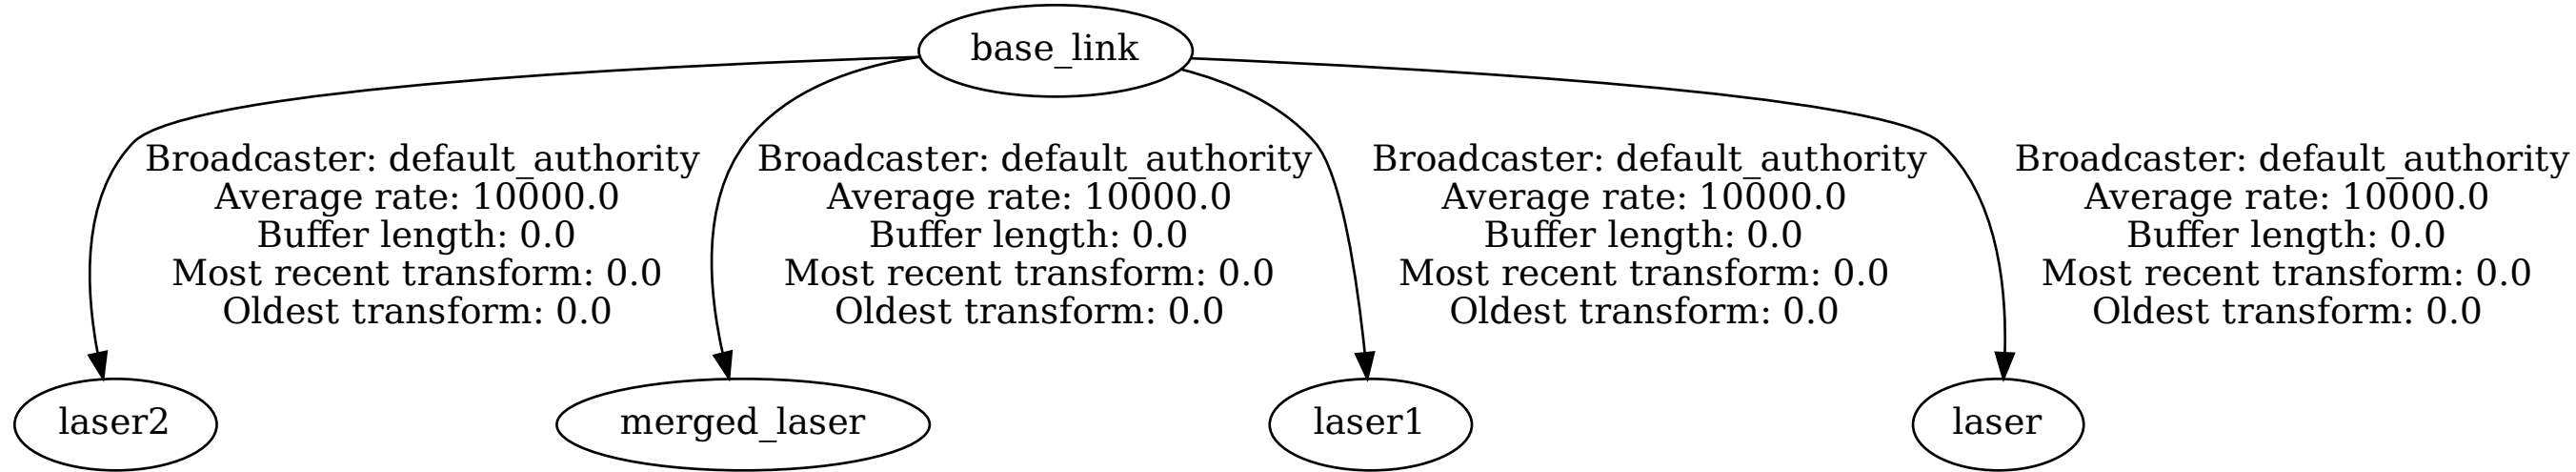 base_link
Broadcaster: default_authority
Average rate: 10000.0
Buffer length: 0.0
Most recent transform: 0.0
Oldest transform: 0.0
Broadcaster: default_authority
Average rate: 10000.0
Buffer length: 0.0
Most recent transform: 0.0
Oldest transform: 0.0
Broadcaster: default_authority
Average rate: 10000.0
Buffer length: 0.0
Most recent transform: 0.0
Oldest transform: 0.0
Broadcaster: default_authority
Average rate: 10000.0
Buffer length: 0.0
Most recent transform: 0.0
Oldest transform: 0.0
laser2
merged_laser
laser1
laser